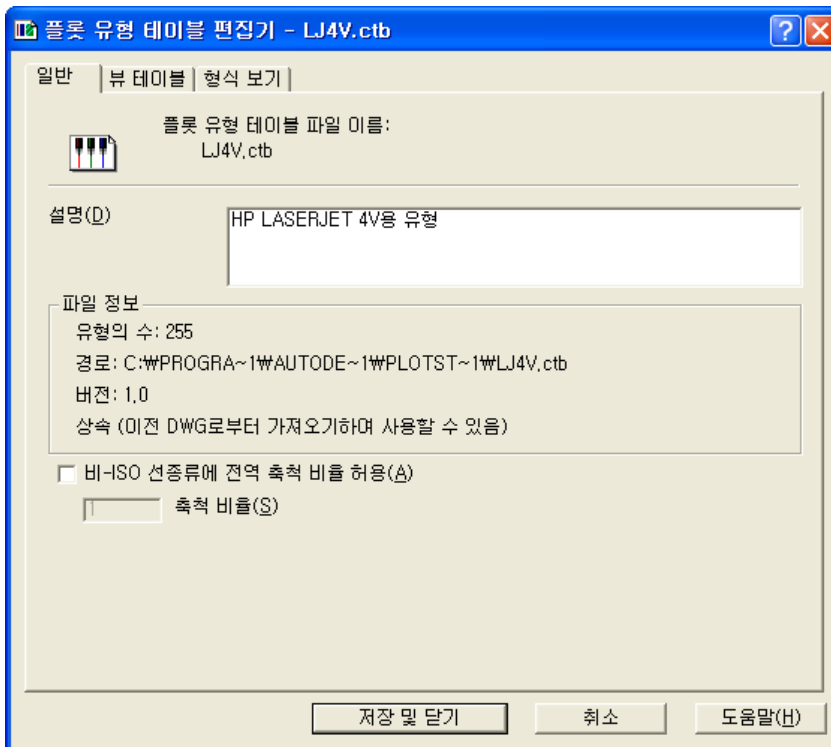 플롯 유형 테이블 편집기 - LJ4V.ctb
일반 뷰 테이블 형식 보기
플롯 유형 테이블 파일 이름:
LJ4V.ctb
설명(D)
HP LASERJET 4V용 유형
파일 정보
유형의 수: 255
경로: C:₩PROGRA~1₩AUTODE~1₩PLOTST~1₩LJ4V.ctb
버전: 1.0
상속 (이전 DWG로부터 가져오기하여 사용할 수 있음)
비-ISO 선종류에 전역 축척 비율 허용(A)
1 축척 비율(S)
저장 및 닫기 취소 도움말(H)